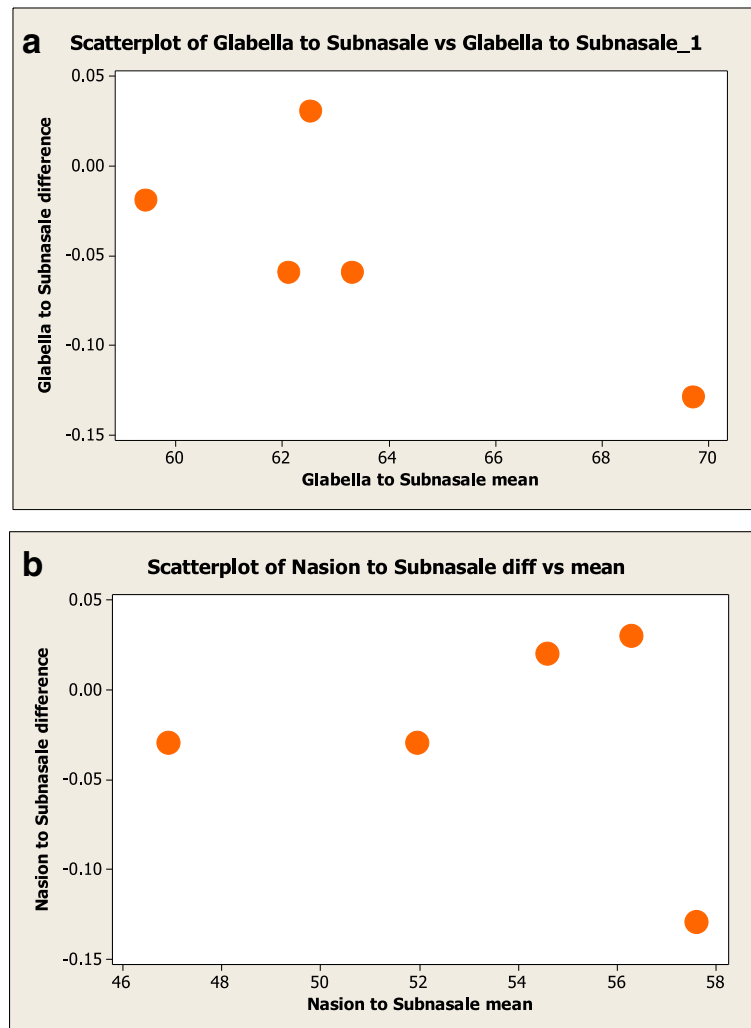 a Scatterplot of Glabella to Subnasale vs Glabella to Subnasale_1
Glabella to Subnasale difference
0.05
0.00
-0.05
-0.10
-0.15
60 62 64 66 68 70
Glabella to Subnasale mean
b Scatterplot of Nasion to Subnasale diff vs mean
Nasion to Subnasale difference
0.05
0.00
-0.05
-0.10
-0.15
46 48 50 52 54 56 58
Nasion to Subnasale mean